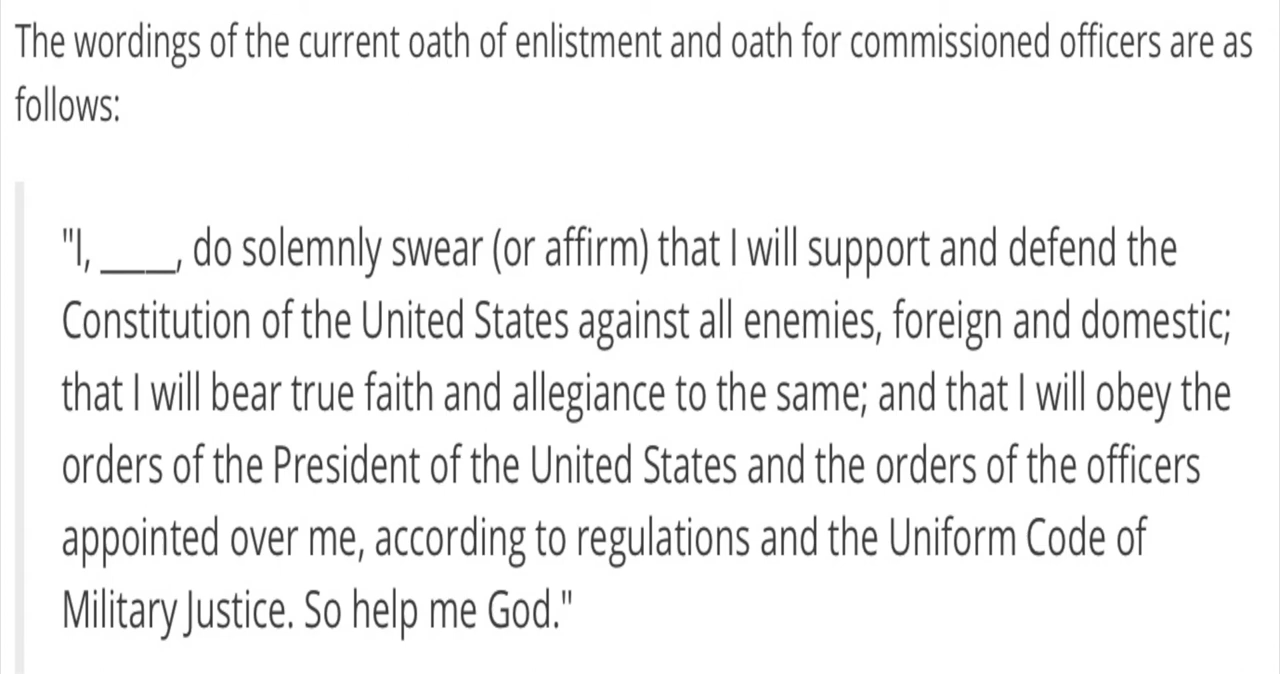 The wordings of the current oath of enlistment and oath for commissioned officers are as
follows:
"I, ____, do solemnly swear (or affirm) that I will support and defend the
Constitution of the United States against all enemies, foreign and domestic;
that I will bear true faith and allegiance to the same; and that I will obey the
orders of the President of the United States and the orders of the officers
appointed over me, according to regulations and the Uniform Code of
Military Justice. So help me God."